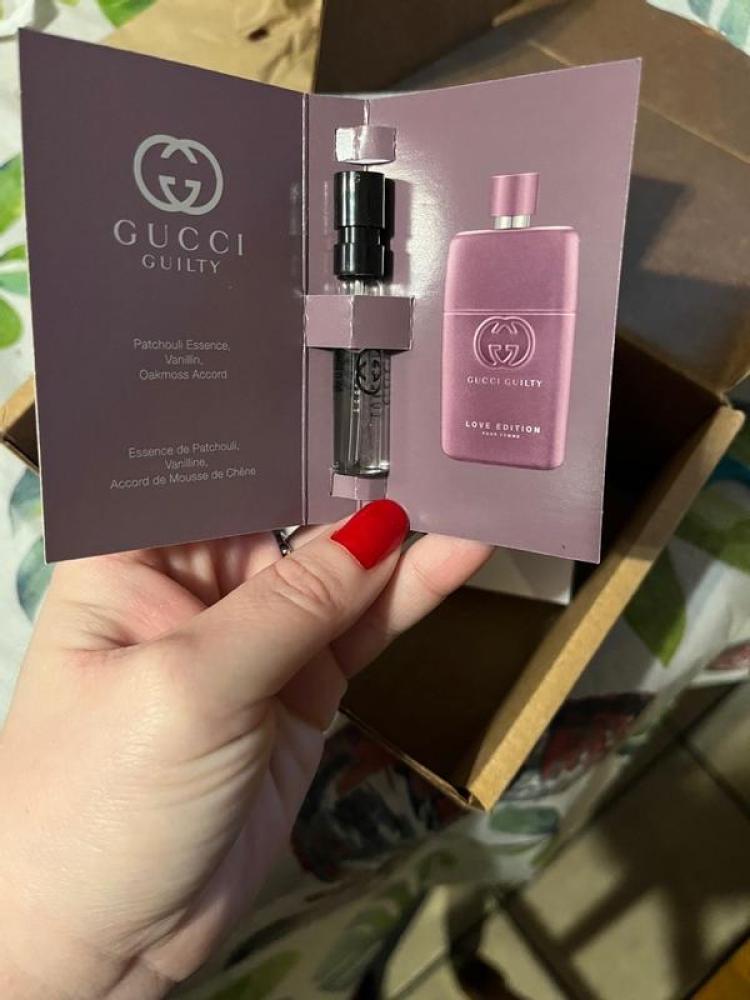 GUCCI
GUILTY
Patchouli Essence,
Vanillin,
Oakmoss Accord
Essence de Patchouli,
Vanilline,
Accord de Mousse de Chêne
GUCCI GUILTY
LOVE EDITION
POUR FEMME